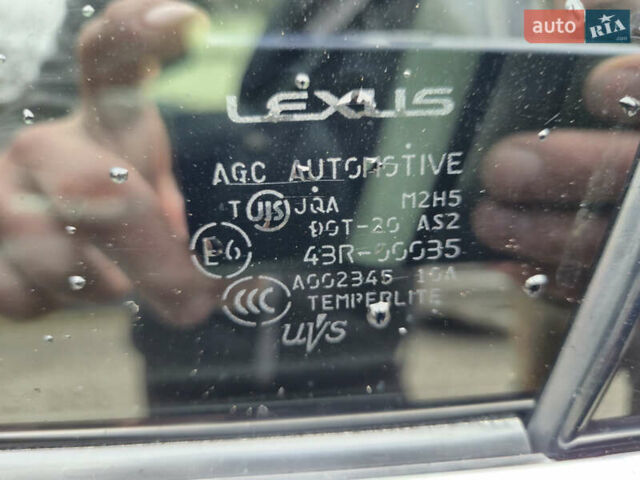 auto RIA .com
LEXUS
AGC AUTOMOTIVE
T JIS JQA M2H5
DOT-20 AS2
E6 43R-00035
CCC A002345 10A
TEMPERLITE
UVS